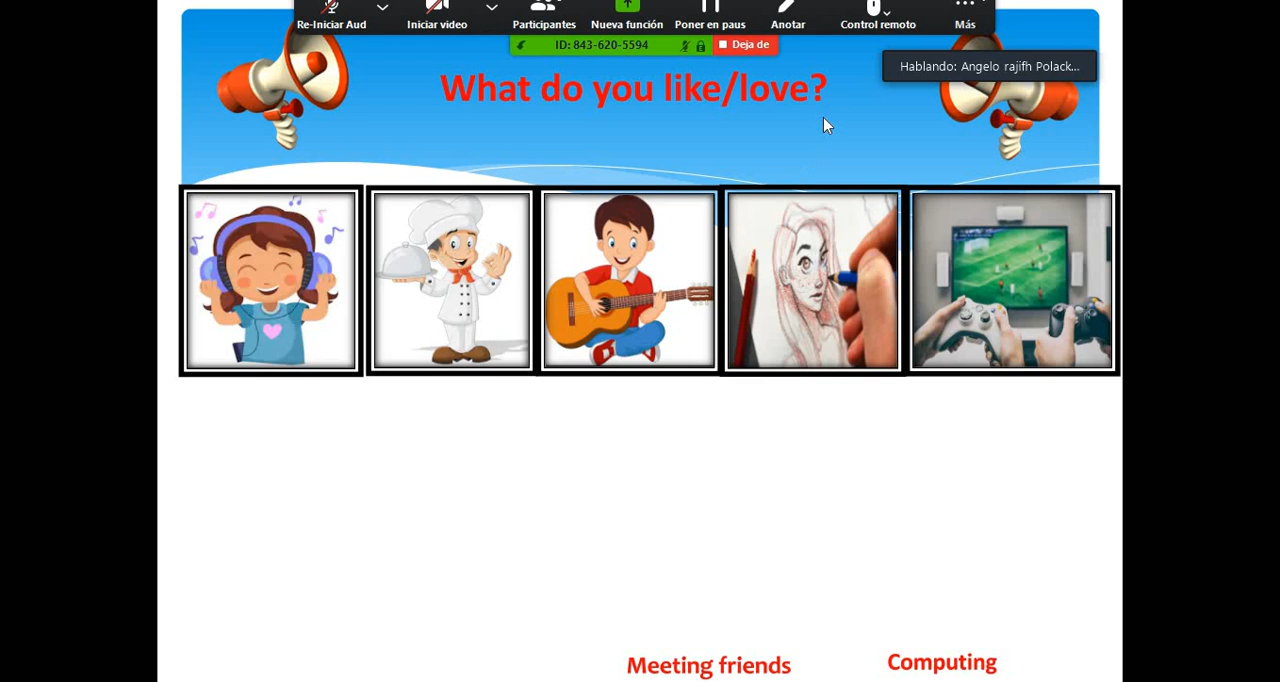 Re-Iniciar Aud Iniciar video Participantes Nueva función Poner en paus Anotar Control remoto Más
ID: 843-620-5594 Deja de
Hablando: Angelo rajifh Polack...
What do you like/love?
Meeting friends Computing